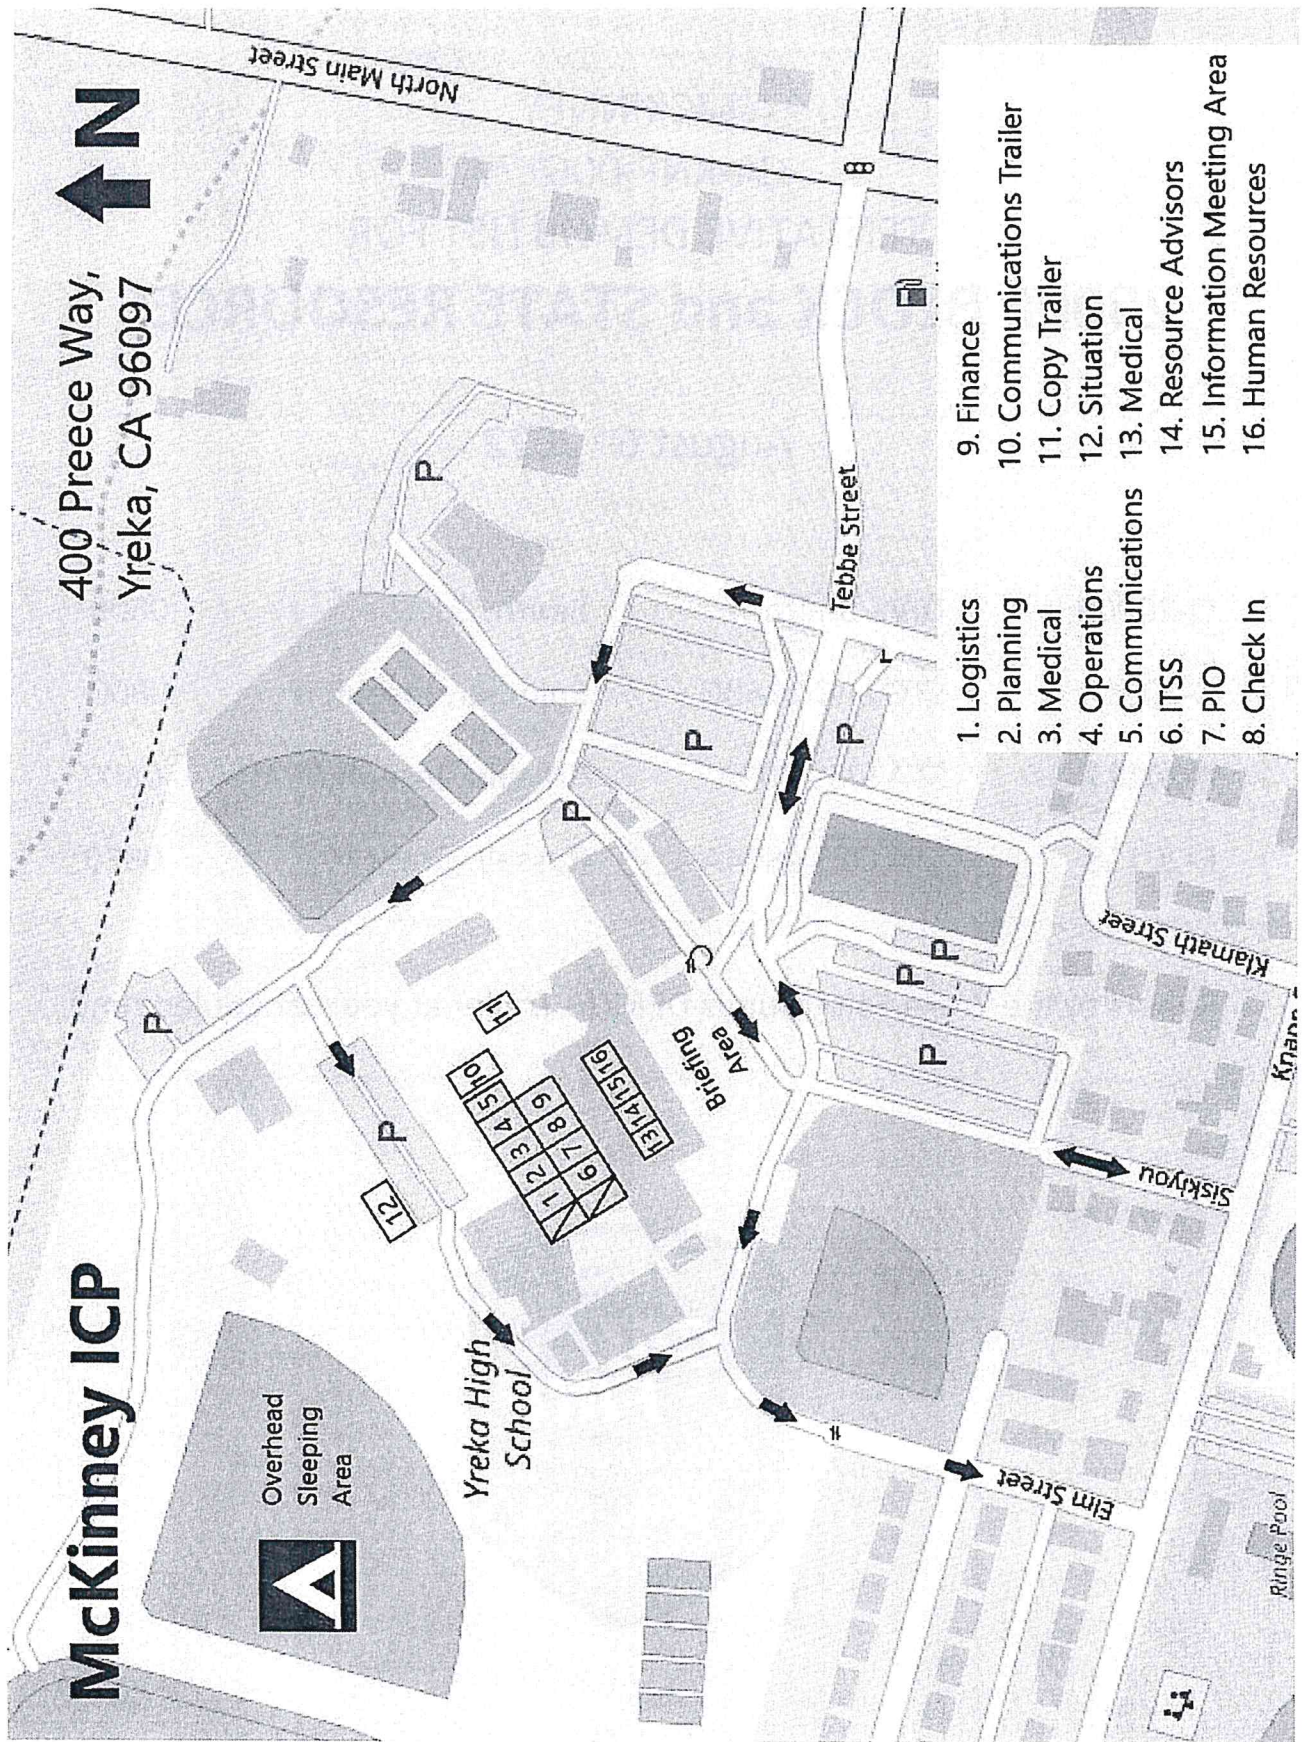 McKinney ICP
400 Preece Way,
Yreka, CA 96097
N
North Main Street
Overhead
Sleeping
Area
Yreka High
School
P
P
P
P
P
P
P
P
P
12
11
10
1 2 3 4 5
6 7 8 9
13 14 15 16
Briefing
Area
Tebbe Street
Klamath Street
Siskiyou
Elm Street
Ringe Pool
1. Logistics
2. Planning
3. Medical
4. Operations
5. Communications
6. ITSS
7. PIO
8. Check In
9. Finance
10. Communications Trailer
11. Copy Trailer
12. Situation
13. Medical
14. Resource Advisors
15. Information Meeting Area
16. Human Resources